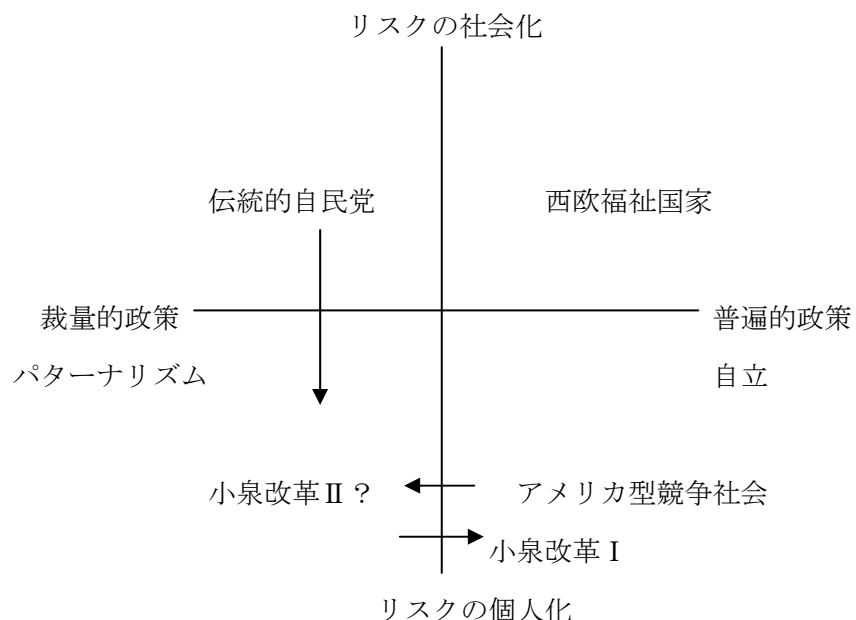 リスクの社会化
伝統的自民党
西欧福祉国家
裁量的政策
普遍的政策
パターナリズム
自立
小泉改革Ⅱ？
アメリカ型競争社会
小泉改革Ⅰ
リスクの個人化